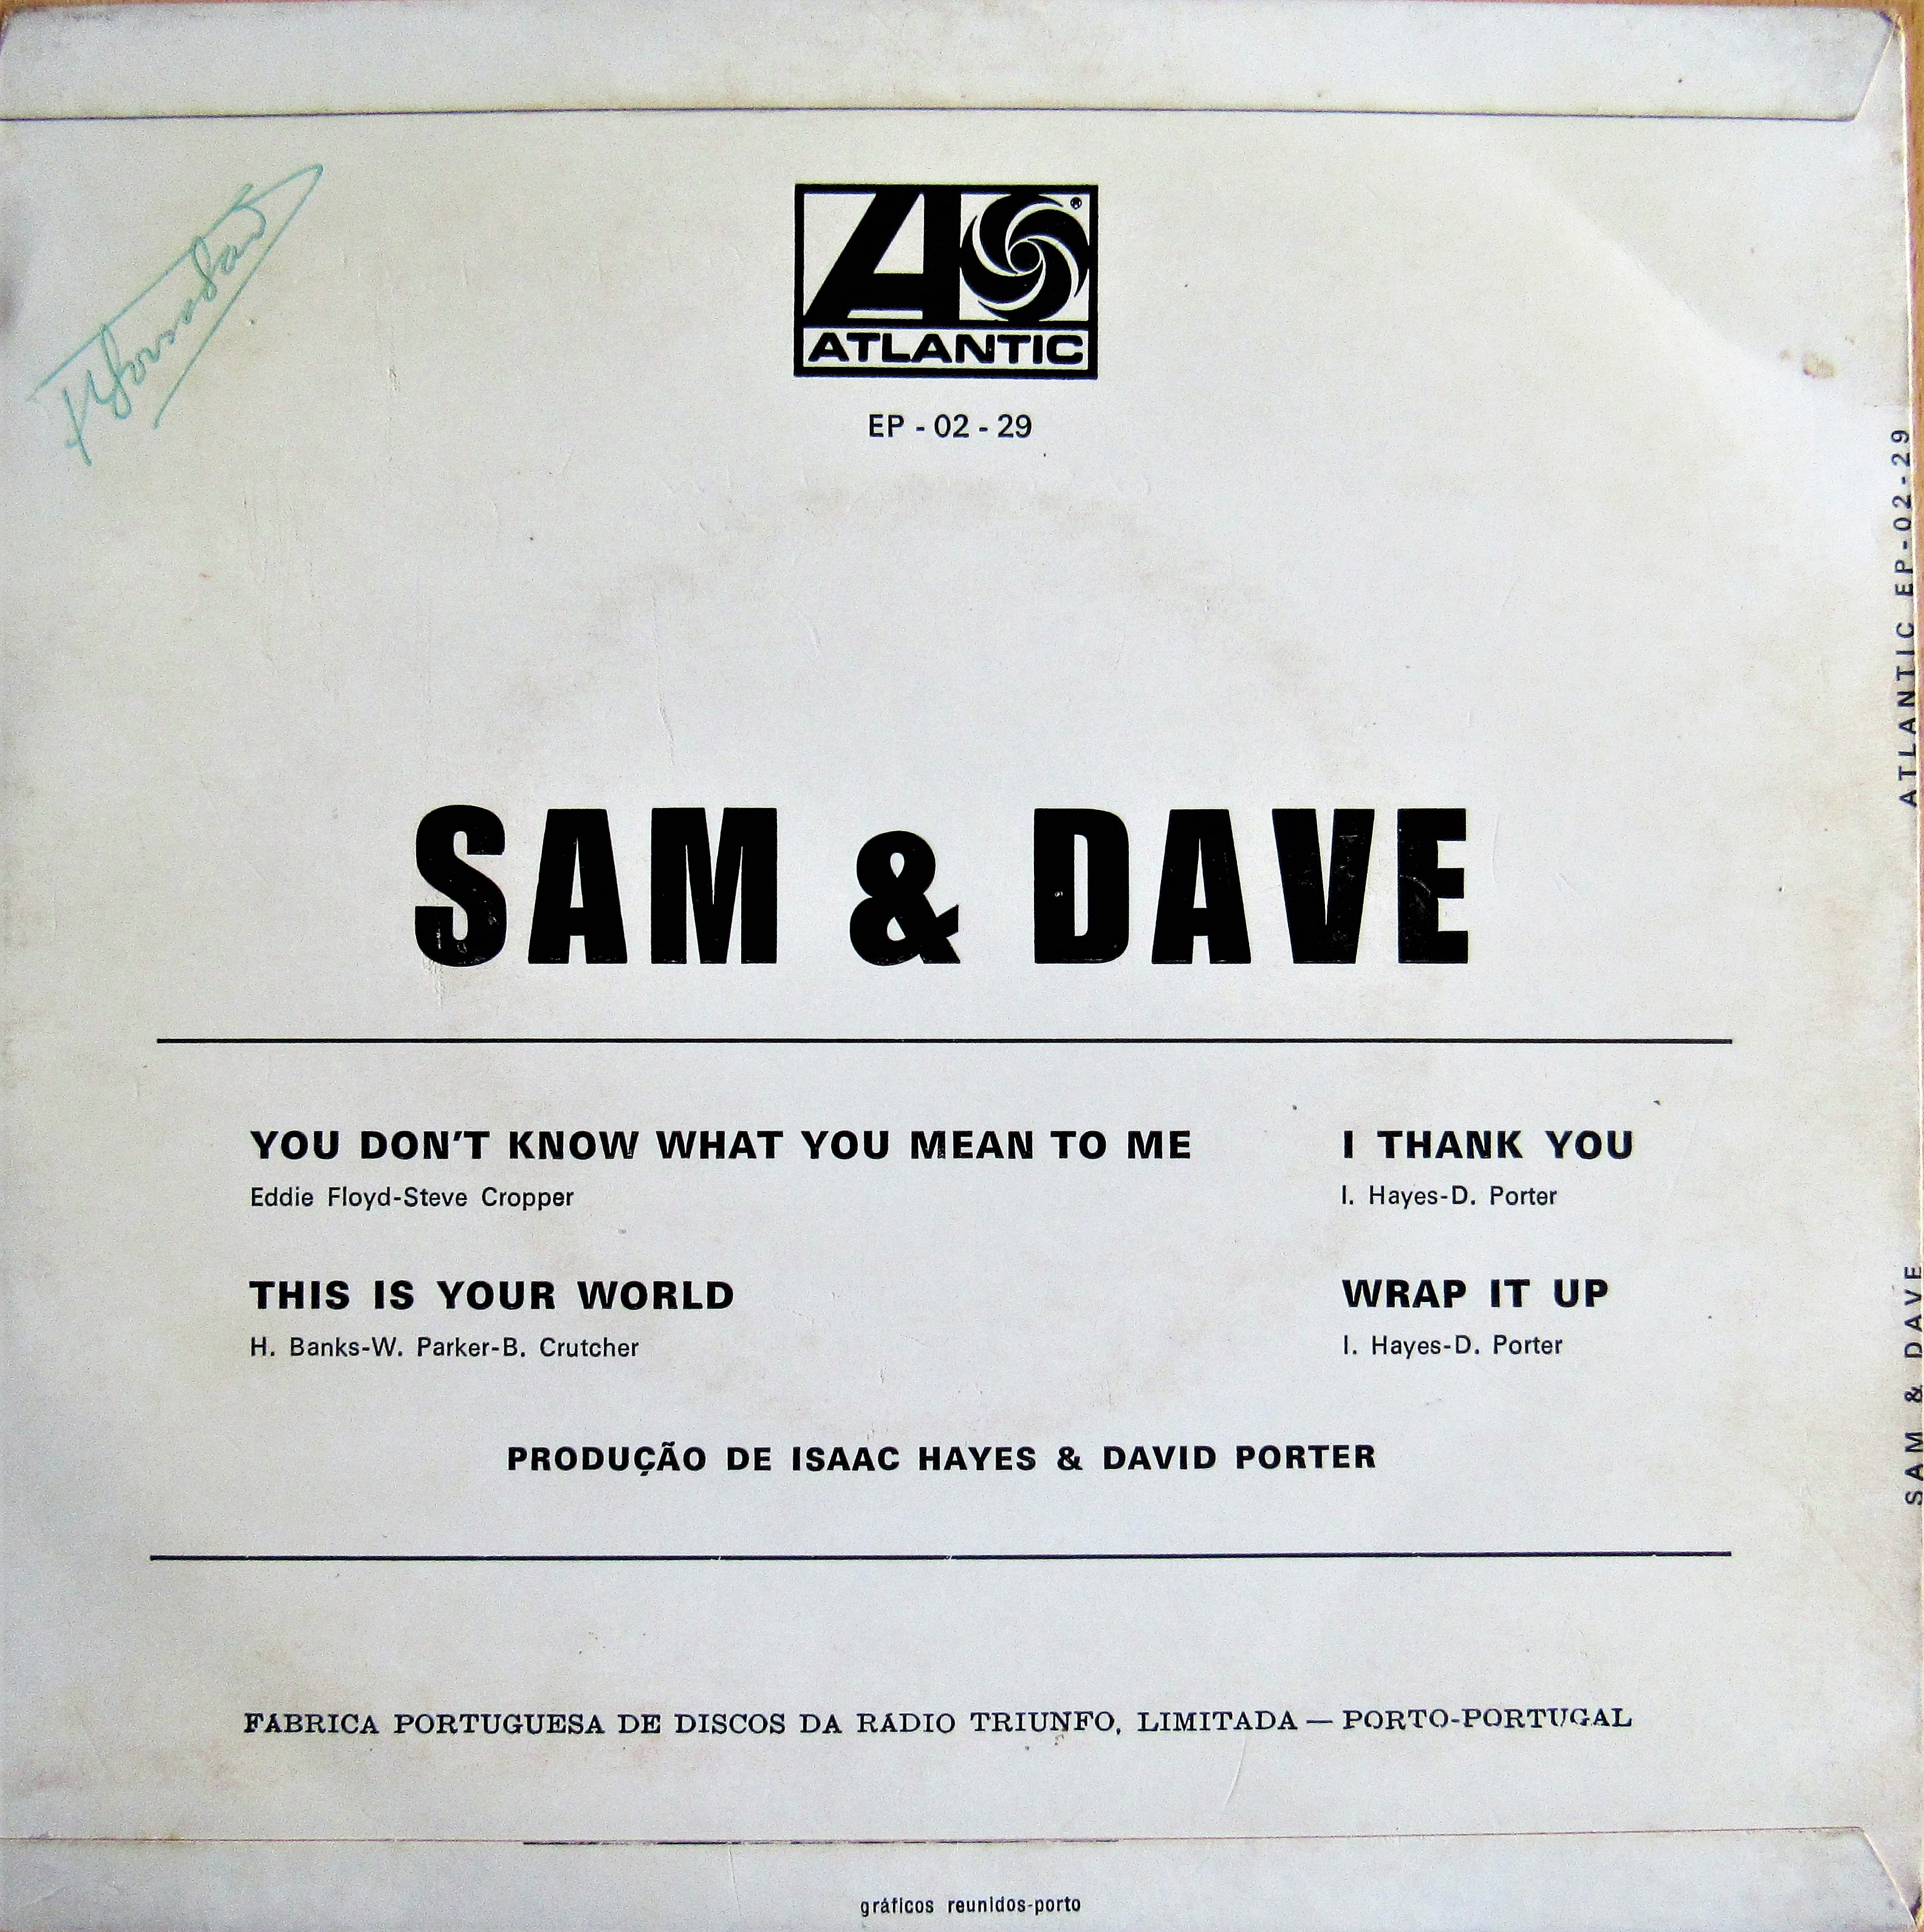 ATLANTIC
EP - 02 - 29
SAM & DAVE
YOU DON'T KNOW WHAT YOU MEAN TO ME
Eddie Floyd-Steve Cropper
THIS IS YOUR WORLD
H. Banks-W. Parker-B. Crutcher
I THANK YOU
I. Hayes-D. Porter
WRAP IT UP
I. Hayes-D. Porter
PRODUÇÃO DE ISAAC HAYES & DAVID PORTER
FÁBRICA PORTUGUESA DE DISCOS DA RÁDIO TRIUNFO, LIMITADA — PORTO-PORTUGAL
gráficos reunidos-porto
ATLANTIC EP-02-29
SAM & DAVE